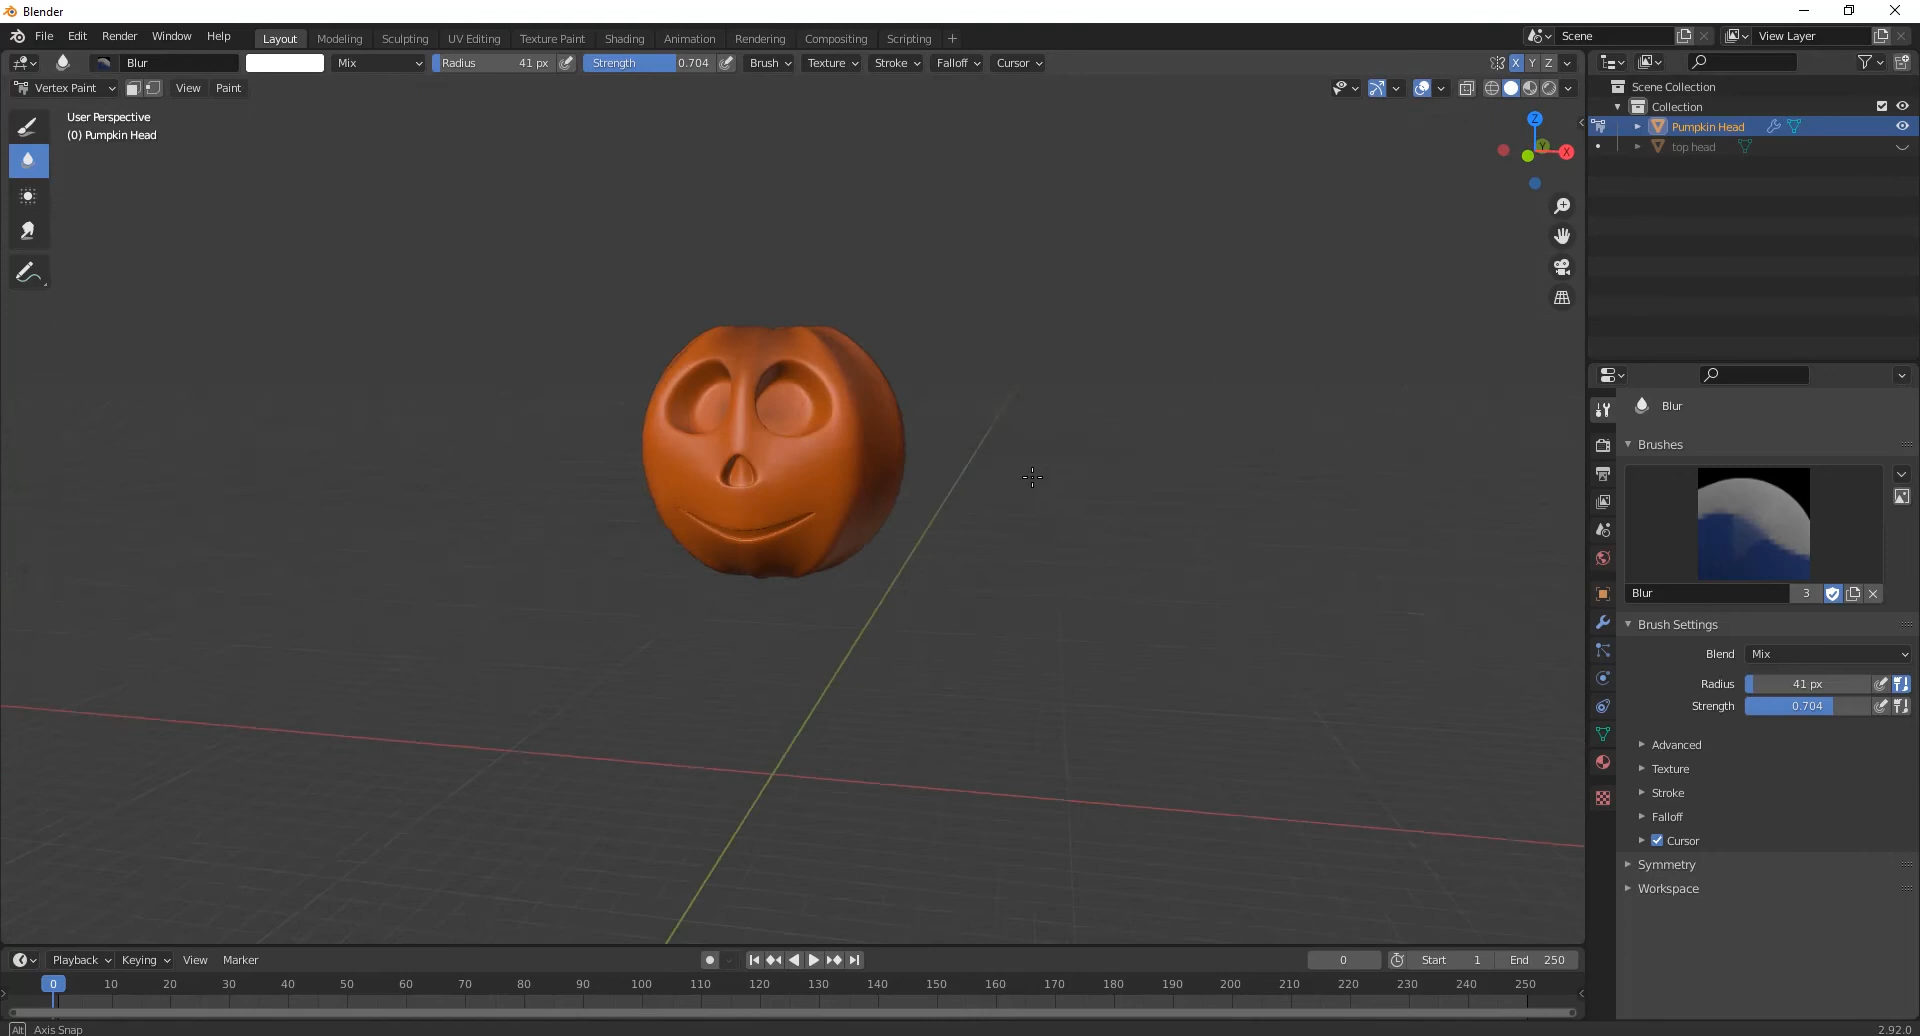 Blender
File Edit Render Window Help Layout Modeling Sculpting UV Editing Texture Paint Shading Animation Rendering Compositing Scripting + Scene View Layer
Blur Mix Radius 41 px Strength 0.704 Brush Texture Stroke Falloff Cursor X Y Z
Vertex Paint View Paint
User Perspective
(0) Pumpkin Head
Z
Y
X
Scene Collection
Collection
Pumpkin Head
top head
Blur
Brushes
Blur 3
Brush Settings
Blend Mix
Radius 41 px
Strength 0.704
Advanced
Texture
Stroke
Falloff
Cursor
Symmetry
Workspace
Playback Keying View Marker 0 Start 1 End 250
0 10 20 30 40 50 60 70 80 90 100 110 120 130 140 150 160 170 180 190 200 210 220 230 240 250
Alt Axis Snap 2.92.0